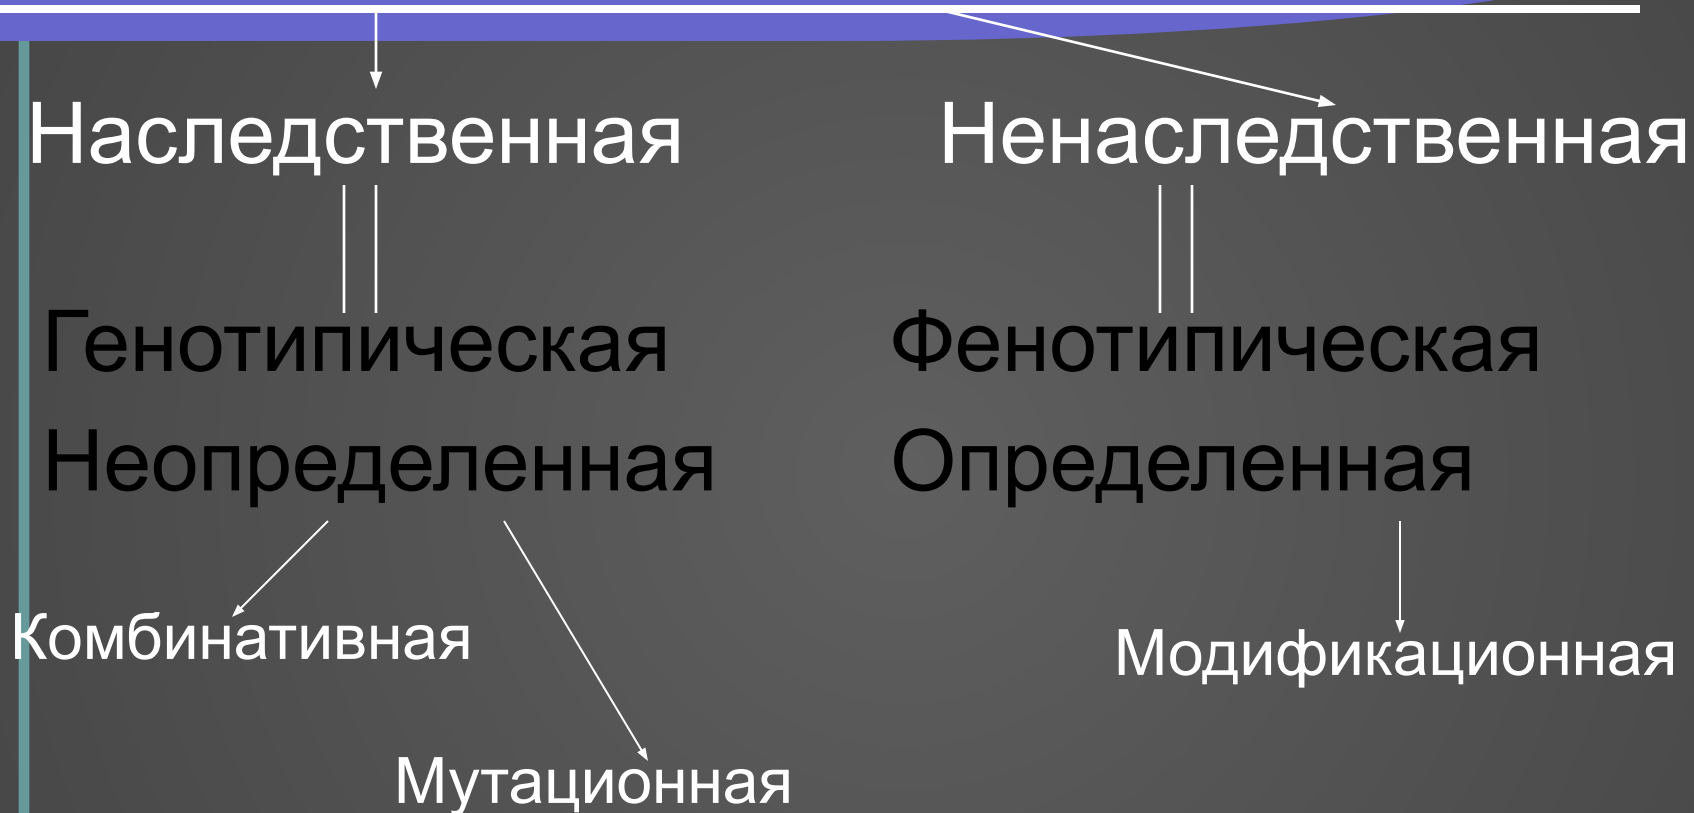 Наследственная Ненаследственная
Генотипическая Фенотипическая
Неопределенная Определенная
Комбинативная
Модификационная
Мутационная